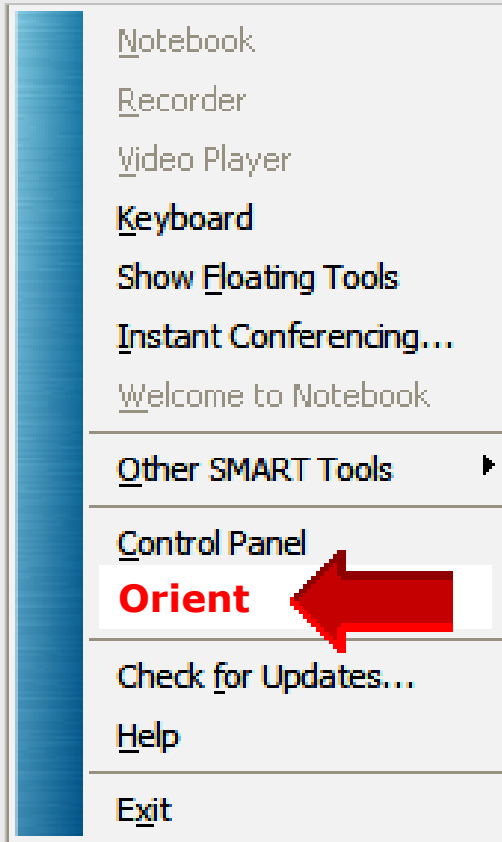 Notebook
Recorder
Video Player
Keyboard
Show Floating Tools
Instant Conferencing...
Welcome to Notebook
Other SMART Tools
Control Panel
Orient
Check for Updates...
Help
Exit